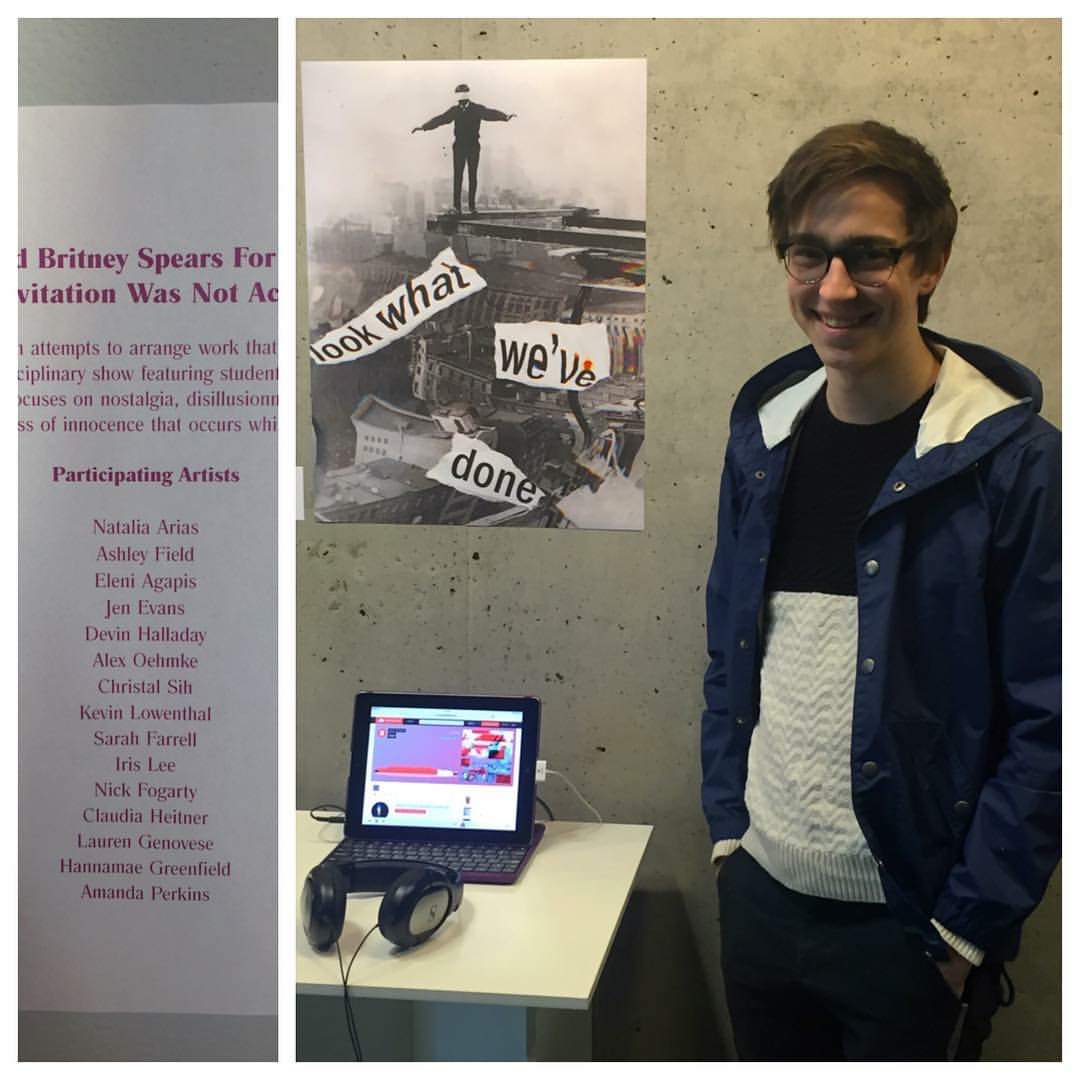 d Britney Spears For
vitation Was Not Ac
n attempts to arrange work that
ciplinary show featuring student
ocuses on nostalgia, disillusionn
ss of innocence that occurs whi
Participating Artists
Natalia Arias
Ashley Field
Eleni Agapis
Jen Evans
Devin Halladay
Alex Oehmke
Christal Sih
Kevin Lowenthal
Sarah Farrell
Iris Lee
Nick Fogarty
Claudia Heitner
Lauren Genovese
Hannamae Greenfield
Amanda Perkins
look what
we've
done